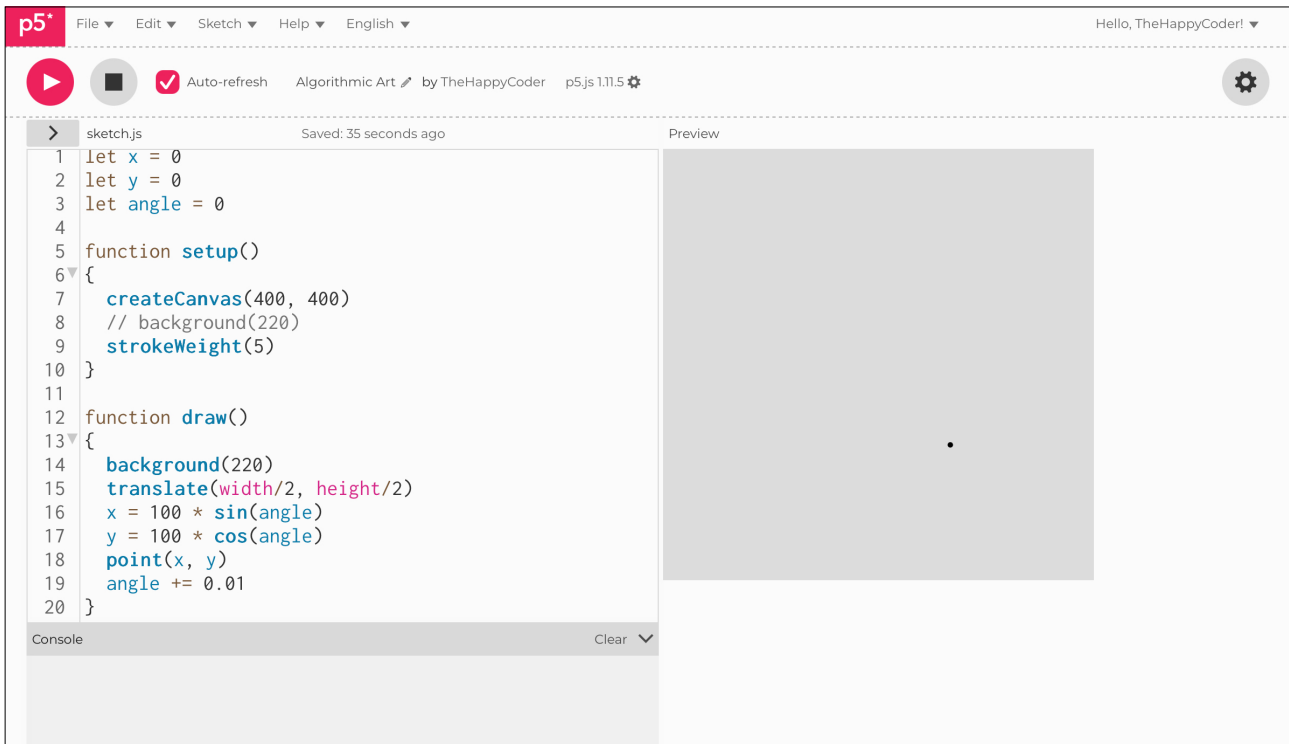 p5* File Edit Sketch Help English Hello, TheHappyCoder!
Auto-refresh Algorithmic Art by TheHappyCoder p5.js 1.11.5
sketch.js Saved: 35 seconds ago Preview
1 let x = 0
2 let y = 0
3 let angle = 0
4
5 function setup()
6 {
7 createCanvas(400, 400)
8 // background(220)
9 strokeWeight(5)
10 }
11
12 function draw()
13 {
14 background(220)
15 translate(width/2, height/2)
16 x = 100 * sin(angle)
17 y = 100 * cos(angle)
18 point(x, y)
19 angle += 0.01
20 }
Console Clear